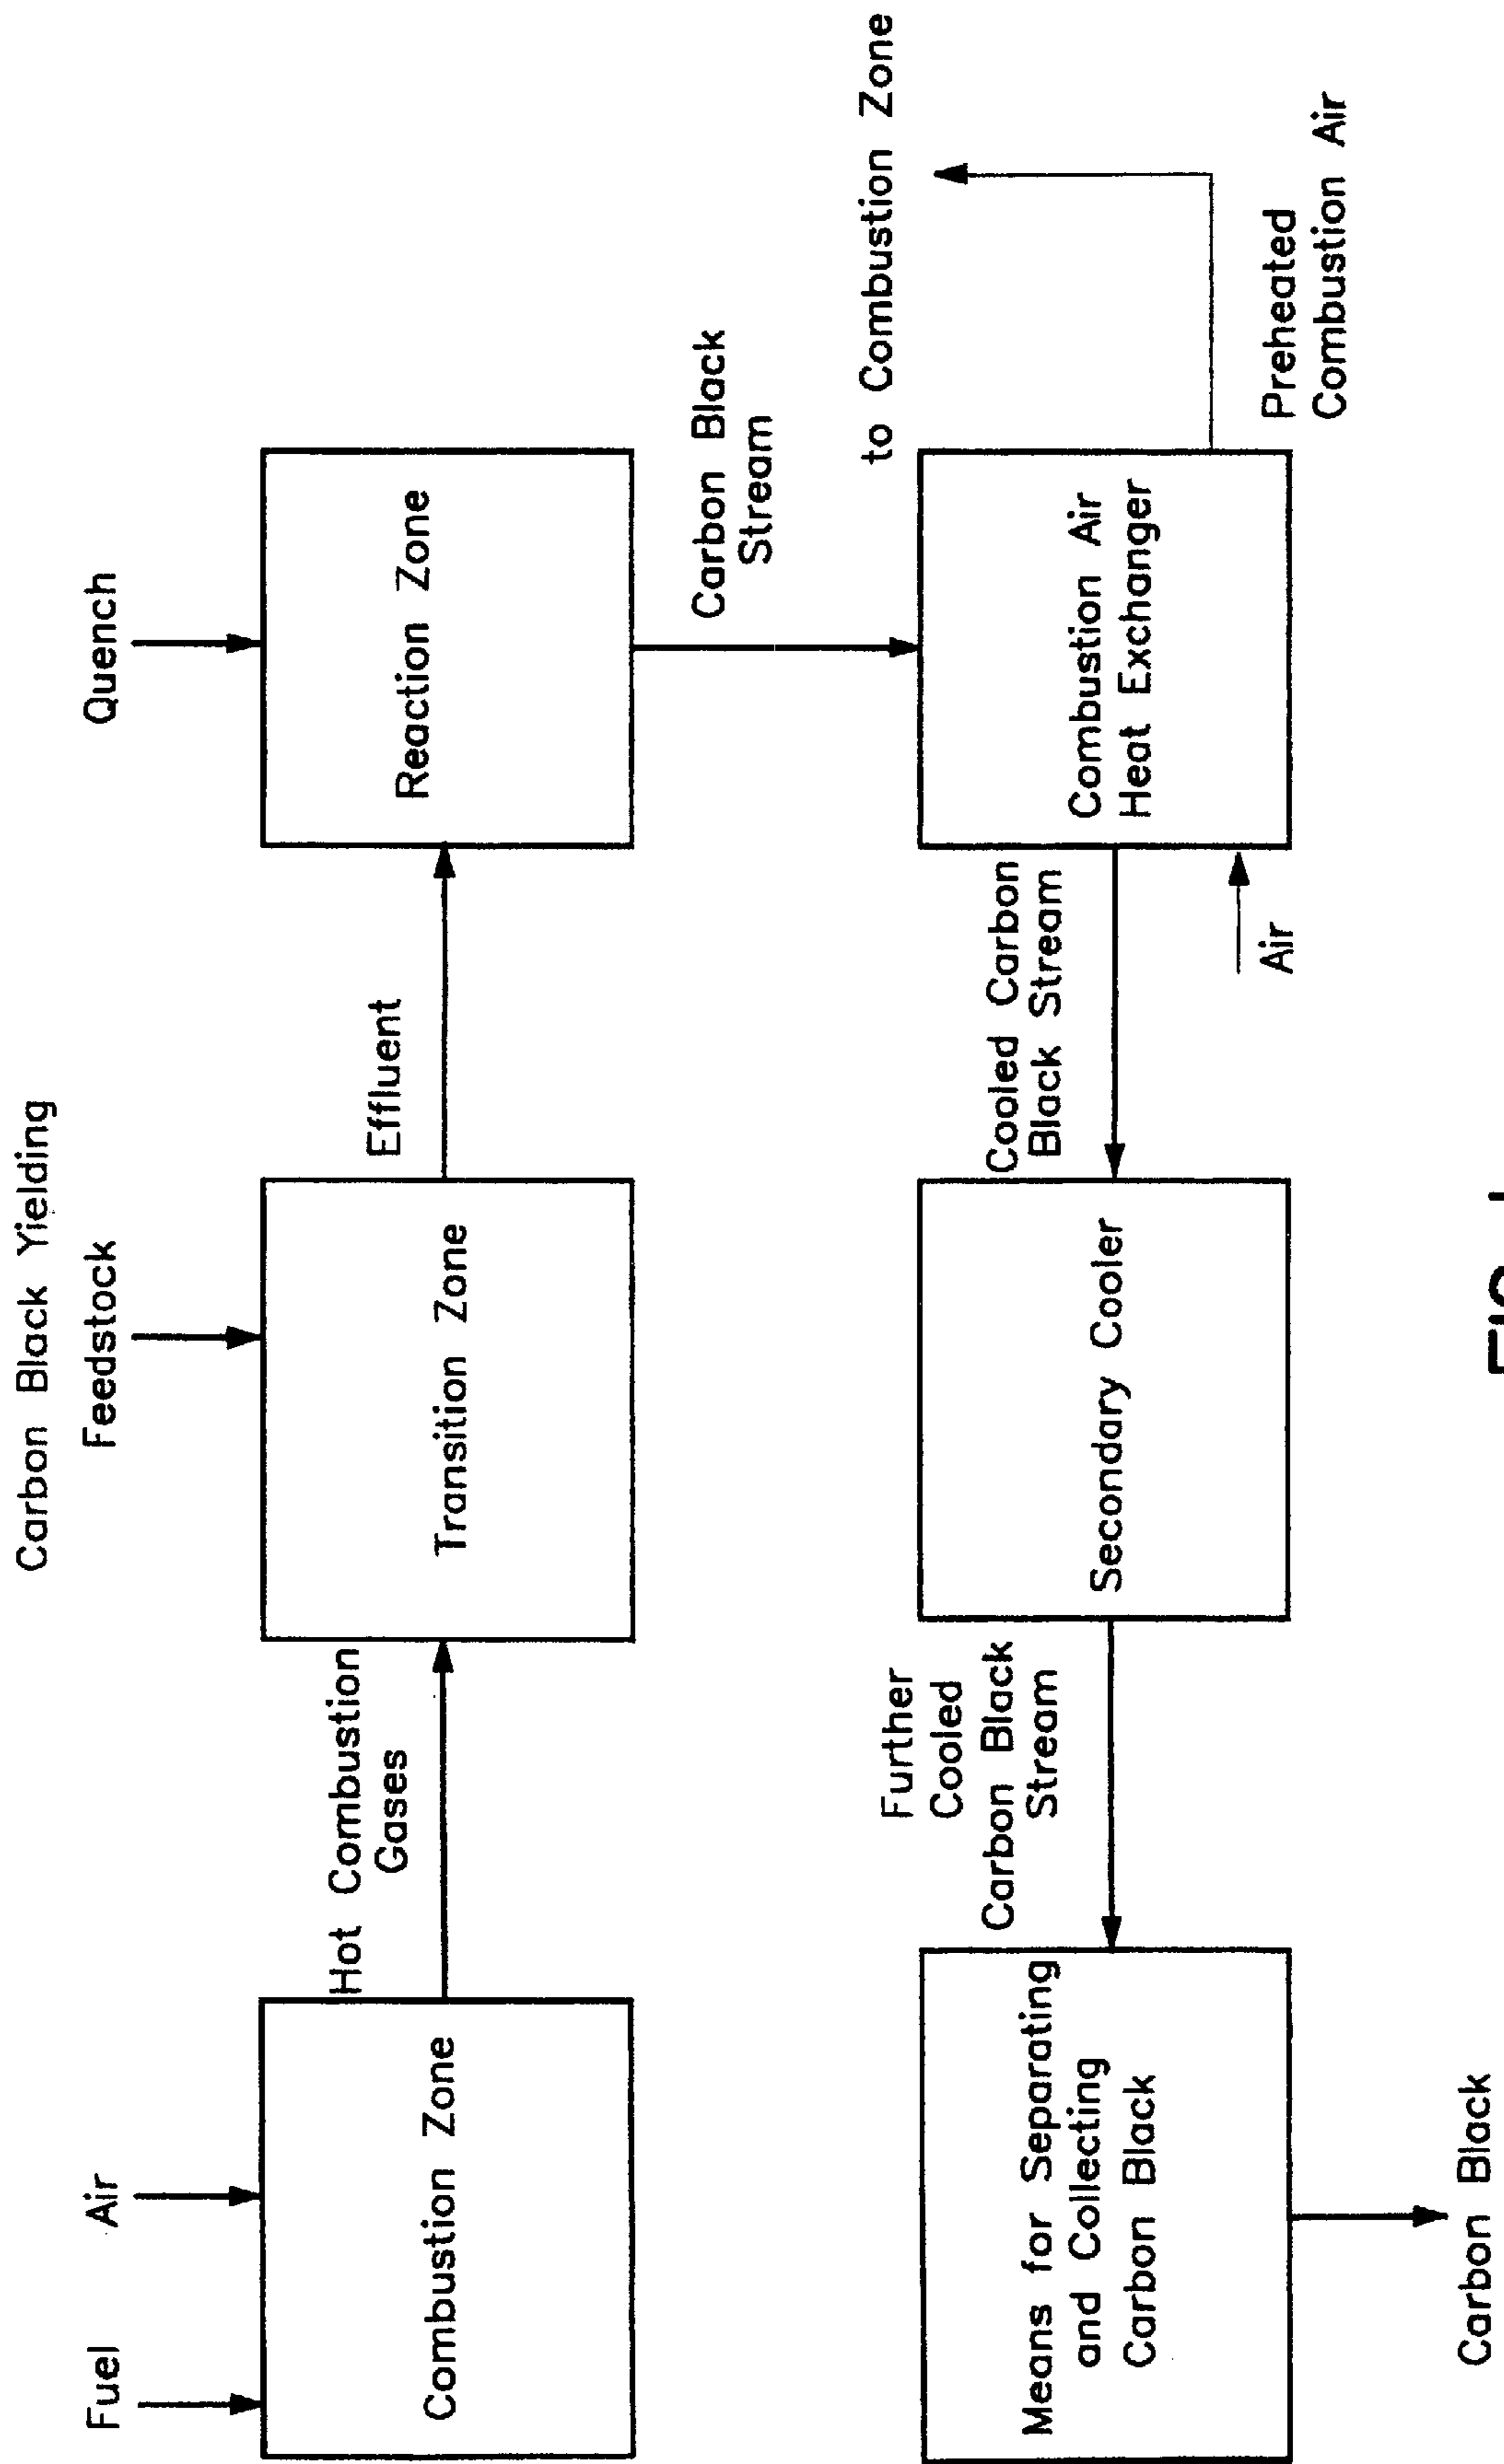 Fuel
Air
Combustion Zone
Hot Combustion
Gases
Carbon Black Yielding
Feedstock
Transition Zone
Effluent
Quench
Reaction Zone
Carbon Black
Stream
to Combustion Zone
Combustion Air
Heat Exchanger
Preheated
Combustion Air
Air
Cooled Carbon
Black Stream
Secondary Cooler
Further
Cooled
Carbon Black
Stream
Means for Separating
and Collecting
Carbon Black
Carbon Black